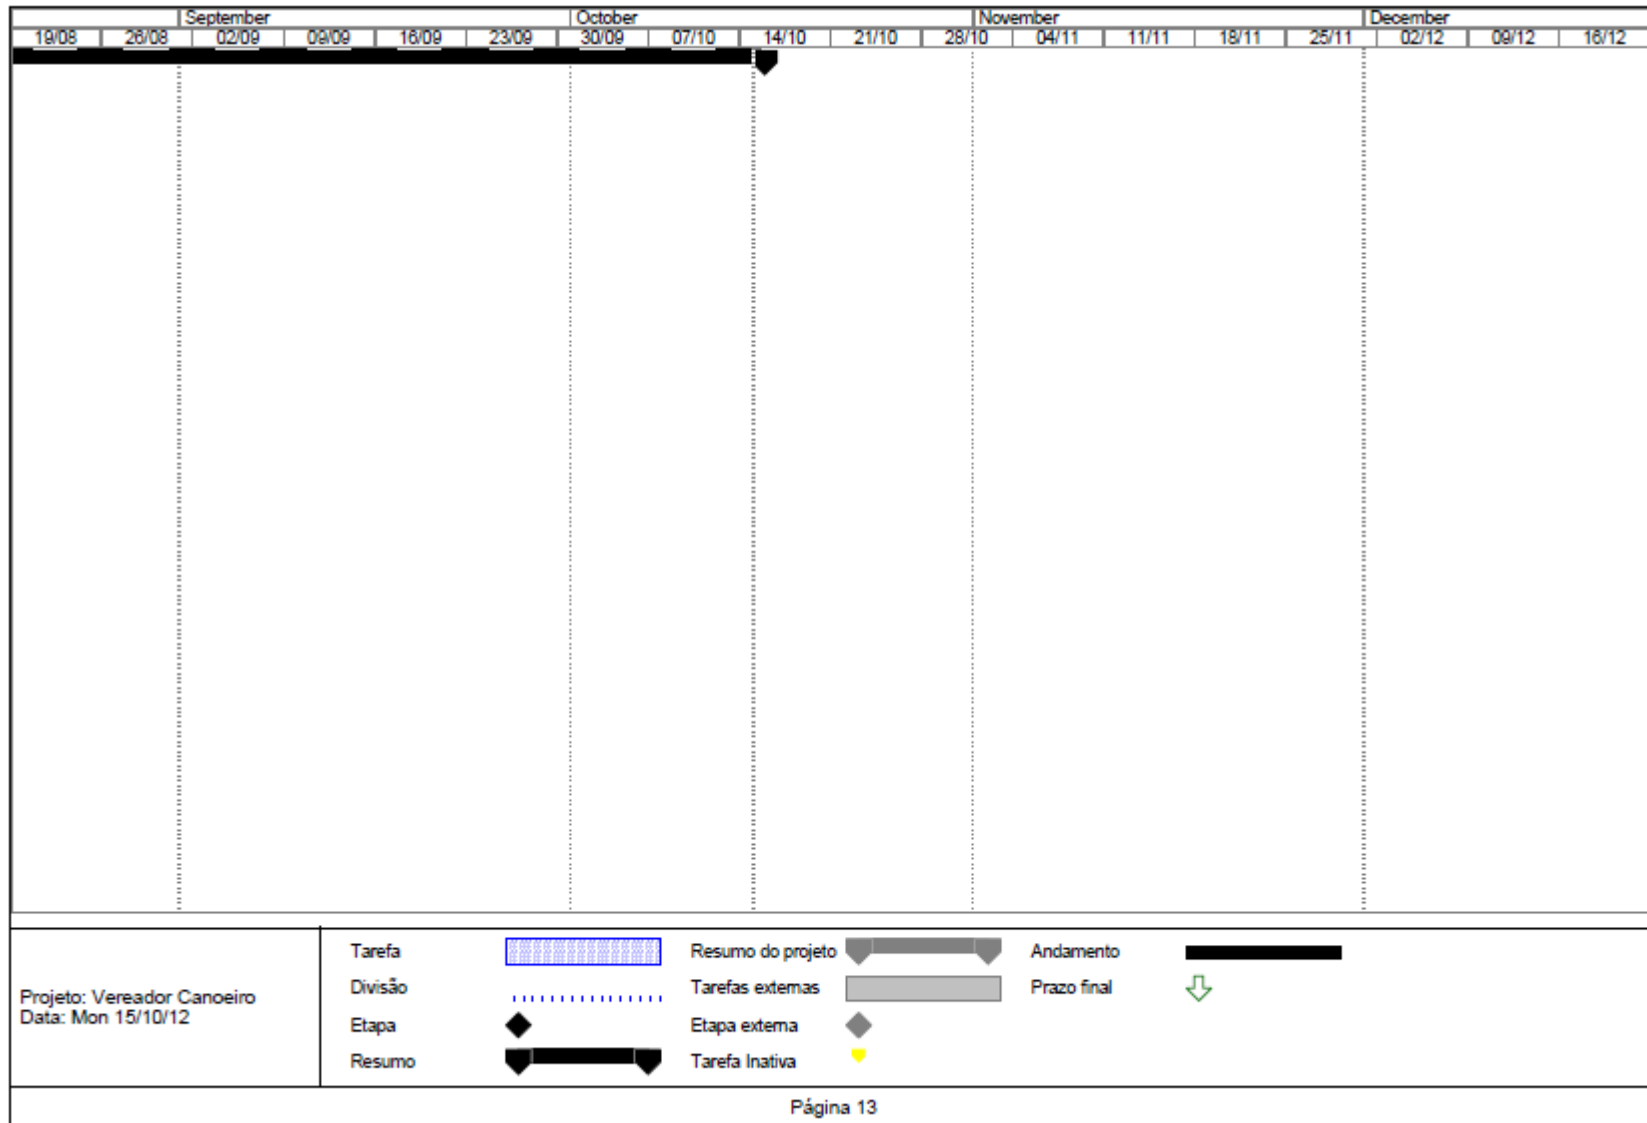 September October November December
19/08 26/08 02/09 09/09 16/09 23/09 30/09 07/10 14/10 21/10 28/10 04/11 11/11 18/11 25/11 02/12 09/12 16/12
Projeto: Vereador Canoeiro
Data: Mon 15/10/12
Tarefa
Divisão
Etapa
Resumo
Resumo do projeto
Tarefas externas
Etapa externa
Tarefa Inativa
Andamento
Prazo final
Página 13